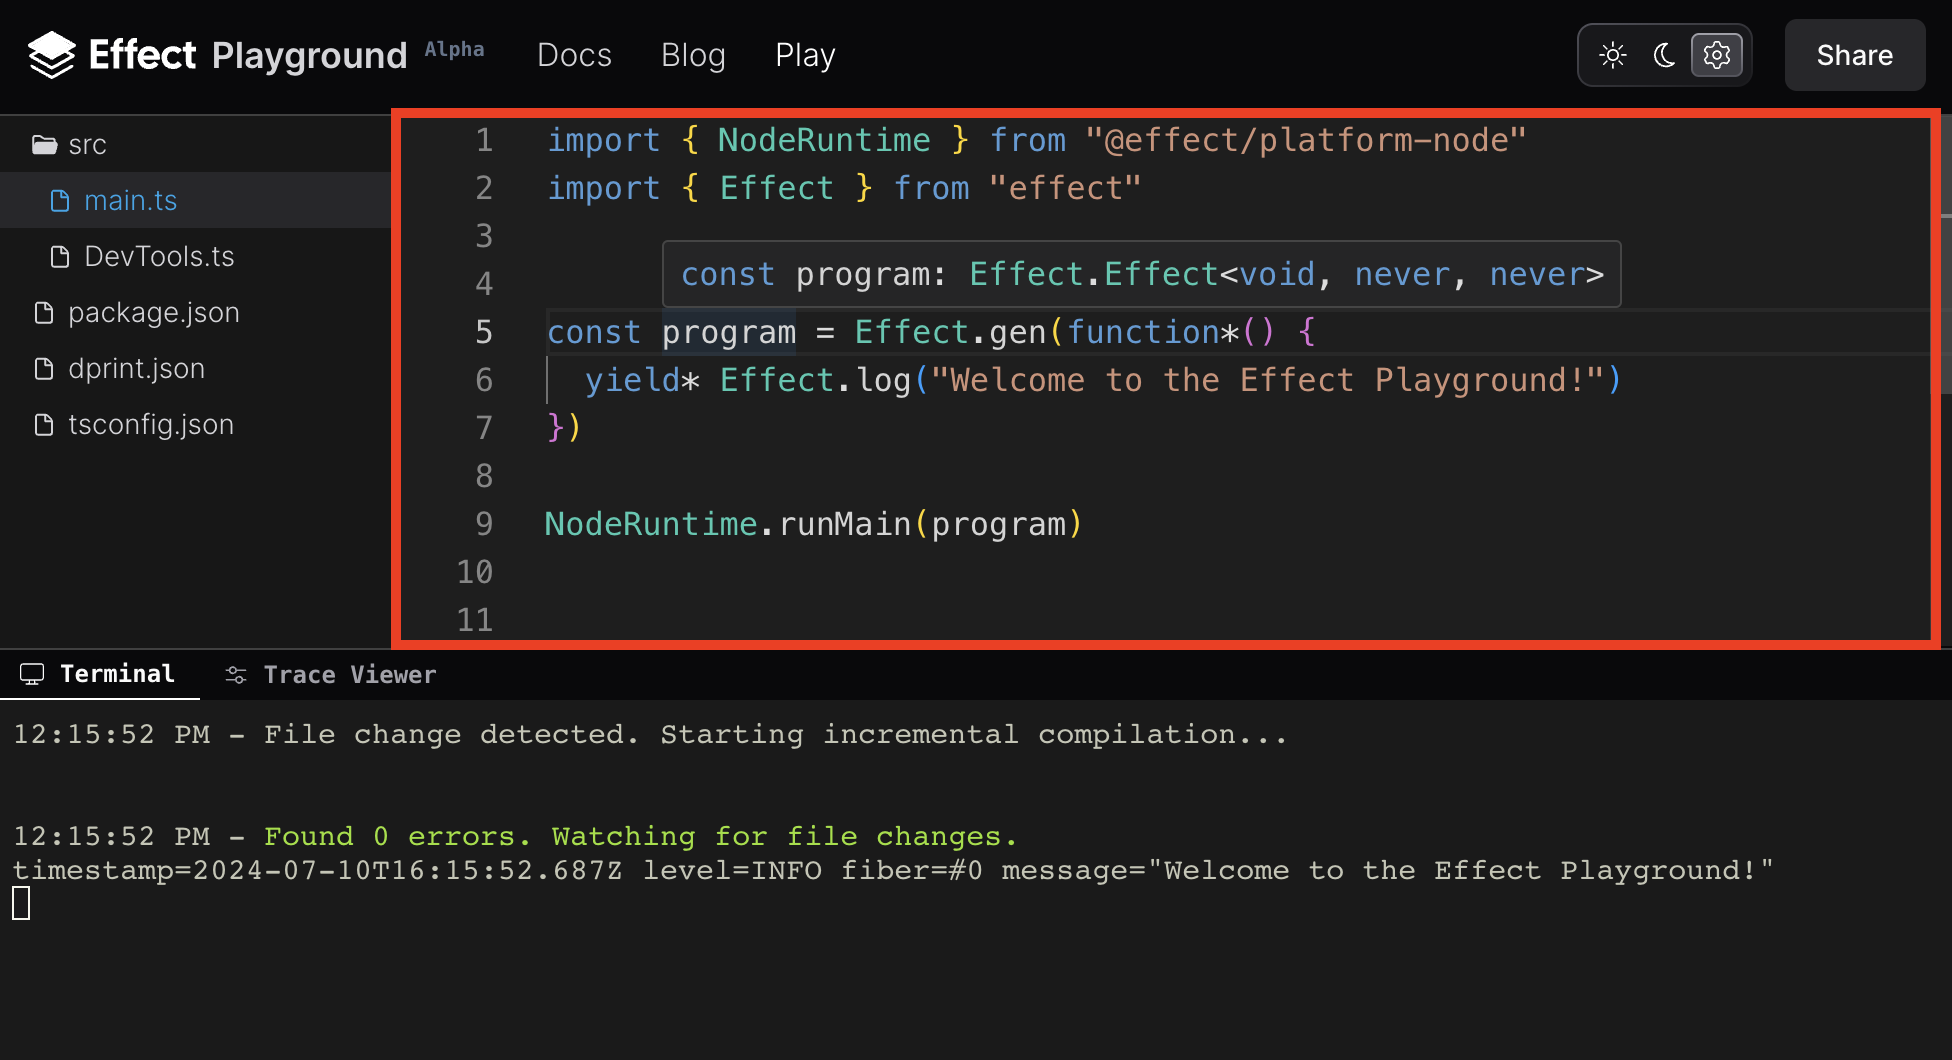 Effect Playground Alpha Docs Blog Play Share
src
main.ts
DevTools.ts
package.json
dprint.json
tsconfig.json
1 import { NodeRuntime } from "@effect/platform-node"
2 import { Effect } from "effect"
3
const program: Effect.Effect<void, never, never>
4
5 const program = Effect.gen(function*() {
6 yield* Effect.log("Welcome to the Effect Playground!")
7 })
8
9 NodeRuntime.runMain(program)
10
11
Terminal Trace Viewer
12:15:52 PM - File change detected. Starting incremental compilation...
12:15:52 PM - Found 0 errors. Watching for file changes.
timestamp=2024-07-10T16:15:52.687Z level=INFO fiber=#0 message="Welcome to the Effect Playground!"